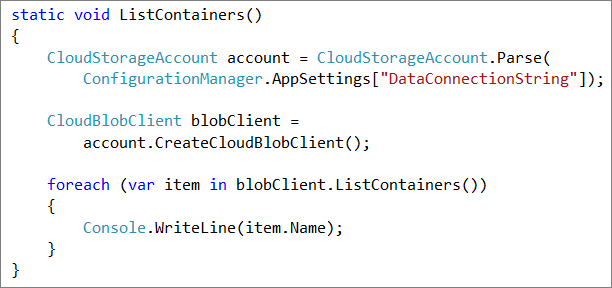 static void ListContainers()
{
    CloudStorageAccount account = CloudStorageAccount.Parse(
        ConfigurationManager.AppSettings["DataConnectionString"]);
    CloudBlobClient blobClient =
        account.CreateCloudBlobClient();
    foreach (var item in blobClient.ListContainers())
    {
        Console.WriteLine(item.Name);
    }
}